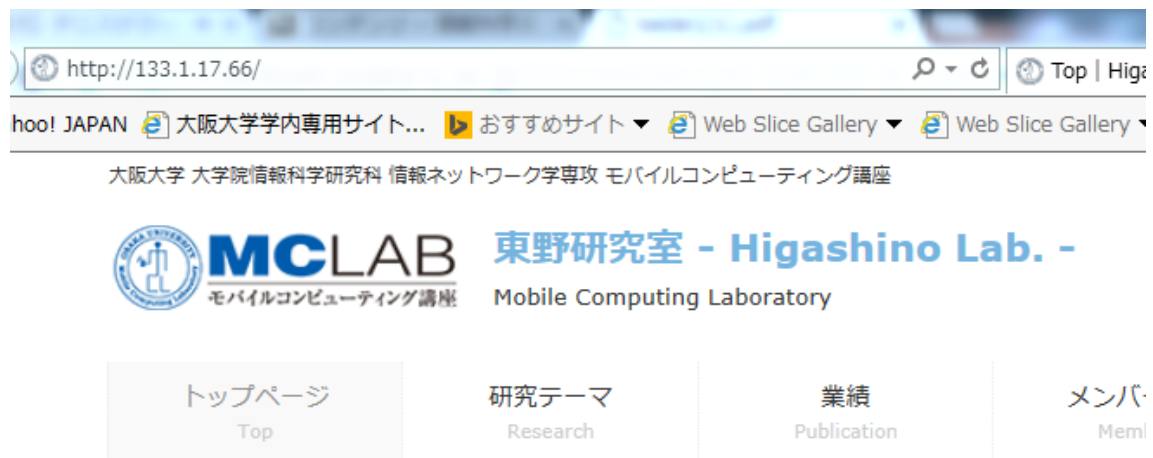 http://133.1.17.66/
Top | Higa
hoo! JAPAN 大阪大学学内専用サイト... おすすめサイト Web Slice Gallery Web Slice Gallery
大阪大学 大学院情報科学研究科 情報ネットワーク学専攻 モバイルコンピューティング講座
MCLAB
モバイルコンピューティング講座
東野研究室 - Higashino Lab. -
Mobile Computing Laboratory
トップページ 研究テーマ 業績 メンバ
Top Research Publication Mem